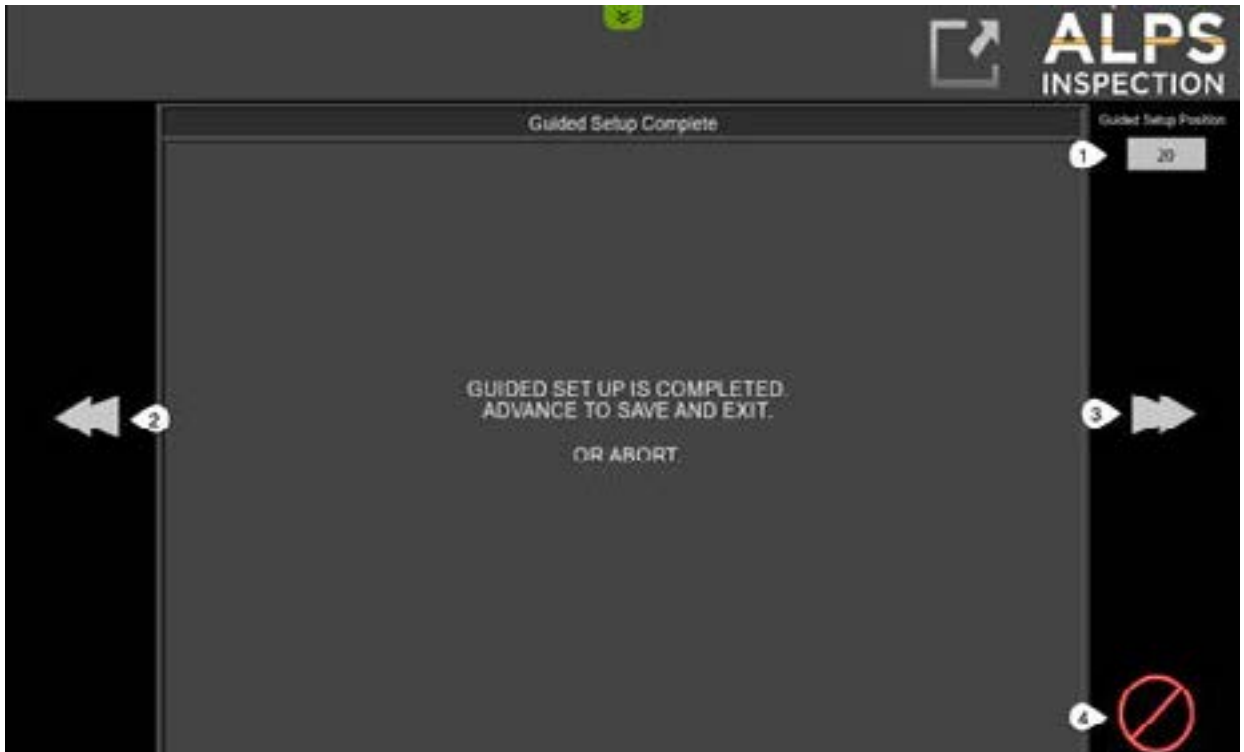 ALPS
INSPECTION
Guided Setup Complete
Guided Setup Position
1
20
GUIDED SET UP IS COMPLETED.
ADVANCE TO SAVE AND EXIT.
2
3
OR ABORT.
4